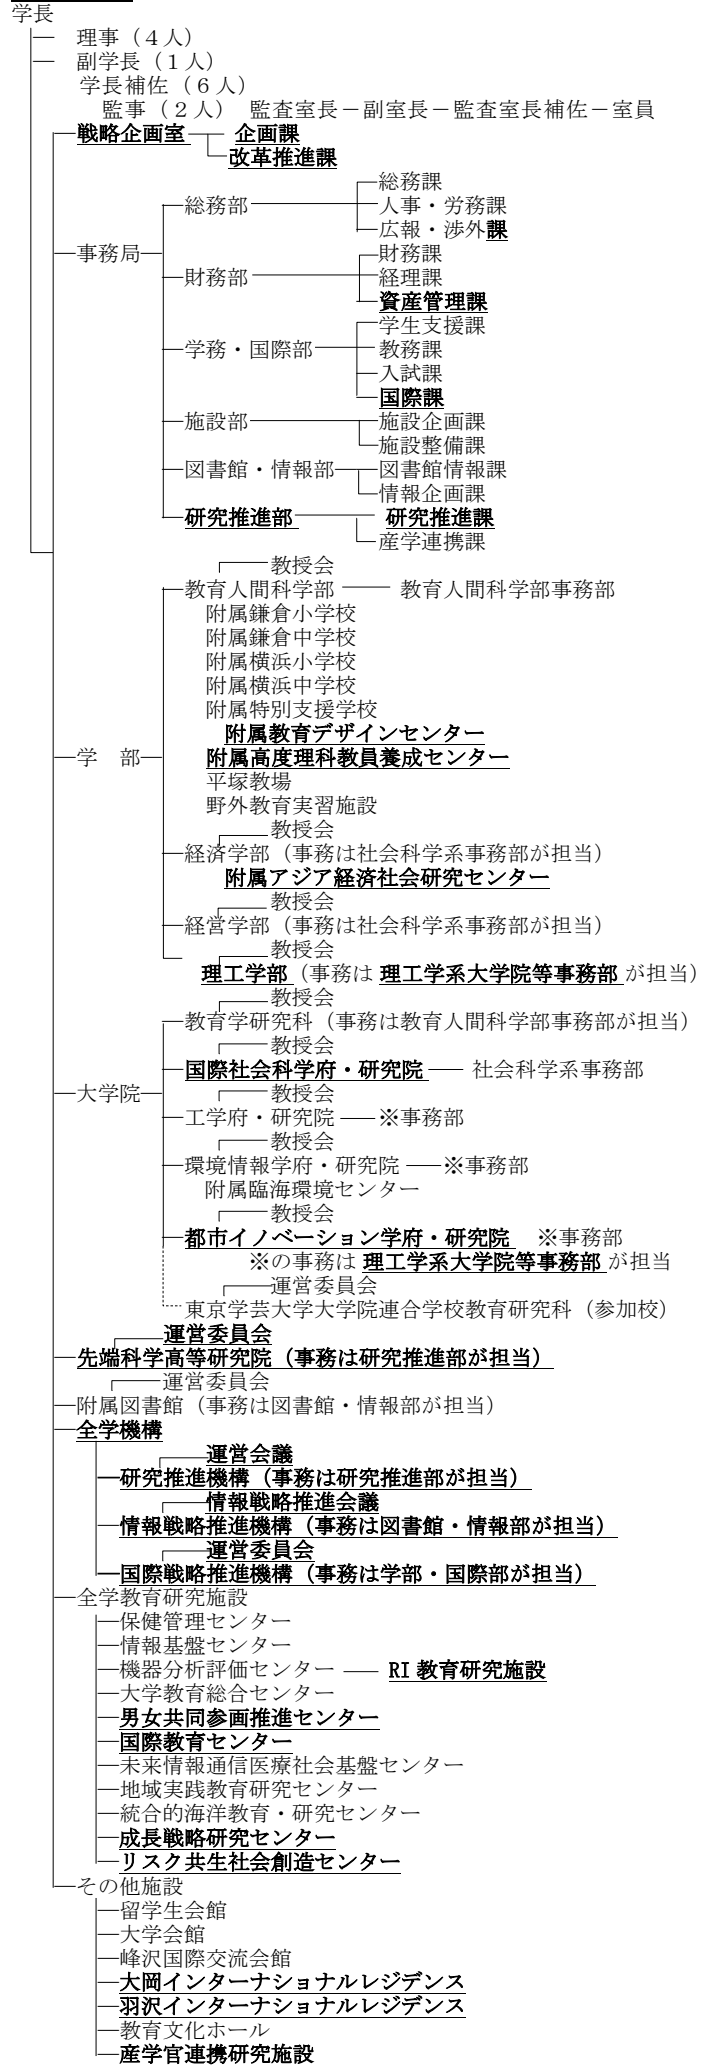 学長
理事（４人）
副学長（１人）
学長補佐（６人）
監事（２人） 監査室長－副室長－監査室長補佐－室員
戦略企画室 企画課
改革推進課
総務課
総務部 人事・労務課
広報・渉外課
事務局 財務課
財務部 経理課
資産管理課
学生支援課
学務・国際部 教務課
入試課
国際課
施設部 施設企画課
施設整備課
図書館・情報部 図書館情報課
情報企画課
研究推進部 研究推進課
産学連携課
教授会
教育人間科学部 教育人間科学部事務部
附属鎌倉小学校
附属鎌倉中学校
附属横浜小学校
附属横浜中学校
附属特別支援学校
附属教育デザインセンター
学 部 附属高度理科教員養成センター
平塚教場
野外教育実習施設
教授会
経済学部（事務は社会科学系事務部が担当）
附属アジア経済社会研究センター
教授会
経営学部（事務は社会科学系事務部が担当）
教授会
理工学部（事務は理工学系大学院等事務部が担当）
教授会
教育学研究科（事務は教育人間科学部事務部が担当）
教授会
国際社会科学府・研究院 社会科学系事務部
大学院 教授会
工学府・研究院 ※事務部
教授会
環境情報学府・研究院 ※事務部
附属臨海環境センター
教授会
都市イノベーション学府・研究院 ※事務部
※の事務は理工学系大学院等事務部が担当
運営委員会
東京学芸大学大学院連合学校教育研究科（参加校）
運営委員会
先端科学高等研究院（事務は研究推進部が担当）
運営委員会
附属図書館（事務は図書館・情報部が担当）
全学機構
運営会議
研究推進機構（事務は研究推進部が担当）
情報戦略推進会議
情報戦略推進機構（事務は図書館・情報部が担当）
運営委員会
国際戦略推進機構（事務は学部・国際部が担当）
全学教育研究施設
保健管理センター
情報基盤センター
機器分析評価センター RI 教育研究施設
大学教育総合センター
男女共同参画推進センター
国際教育センター
未来情報通信医療社会基盤センター
地域実践教育研究センター
統合的海洋教育・研究センター
成長戦略研究センター
リスク共生社会創造センター
その他施設
留学生会館
大学会館
峰沢国際交流会館
大岡インターナショナルレジデンス
羽沢インターナショナルレジデンス
教育文化ホール
産学官連携研究施設